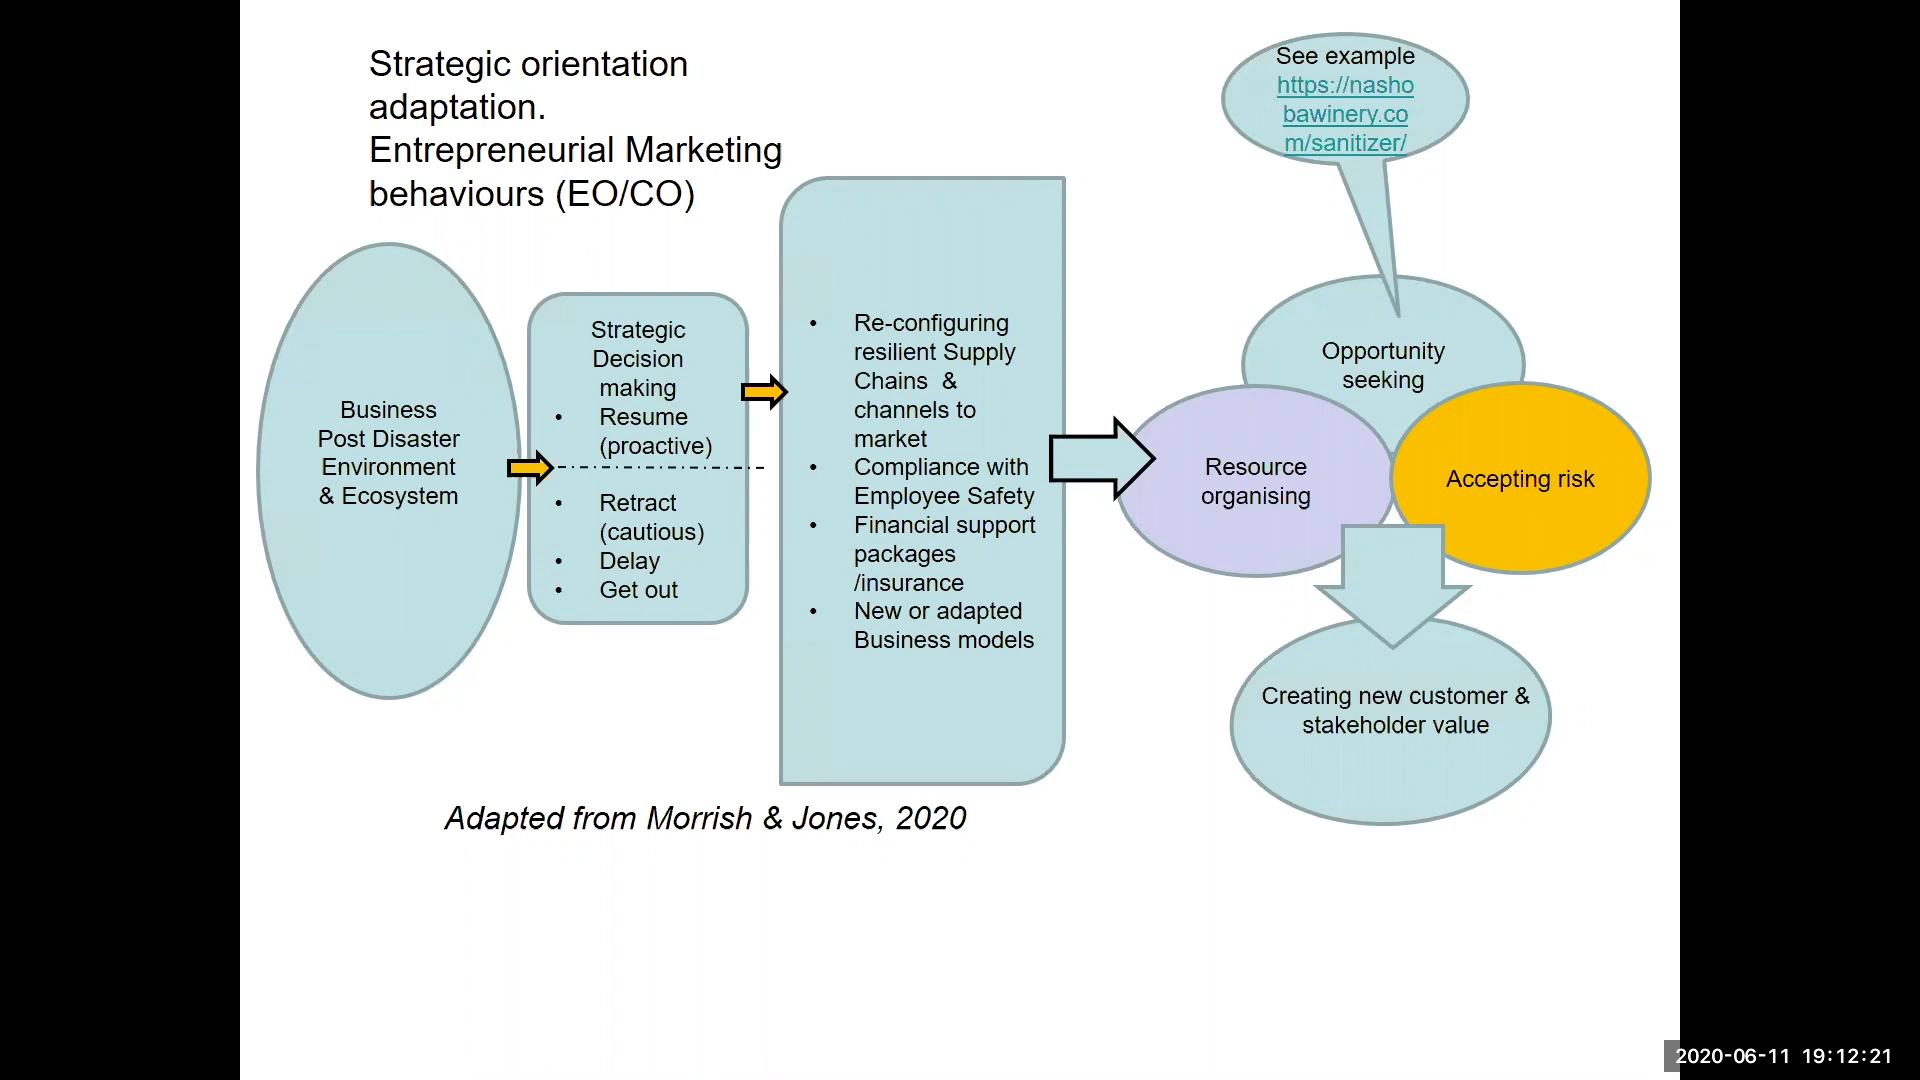 Strategic orientation
adaptation.
Entrepreneurial Marketing
behaviours (EO/CO)
Business
Post Disaster
Environment
& Ecosystem
Strategic
Decision
making
• Resume
(proactive)
• Retract
(cautious)
• Delay
• Get out
• Re-configuring
resilient Supply
Chains &
channels to
market
• Compliance with
Employee Safety
• Financial support
packages
/insurance
• New or adapted
Business models
See example
https://nasho
bawinery.co
m/sanitizer/
Opportunity
seeking
Resource
organising
Accepting risk
Creating new customer &
stakeholder value
Adapted from Morrish & Jones, 2020
2020-06-11 19:12:21